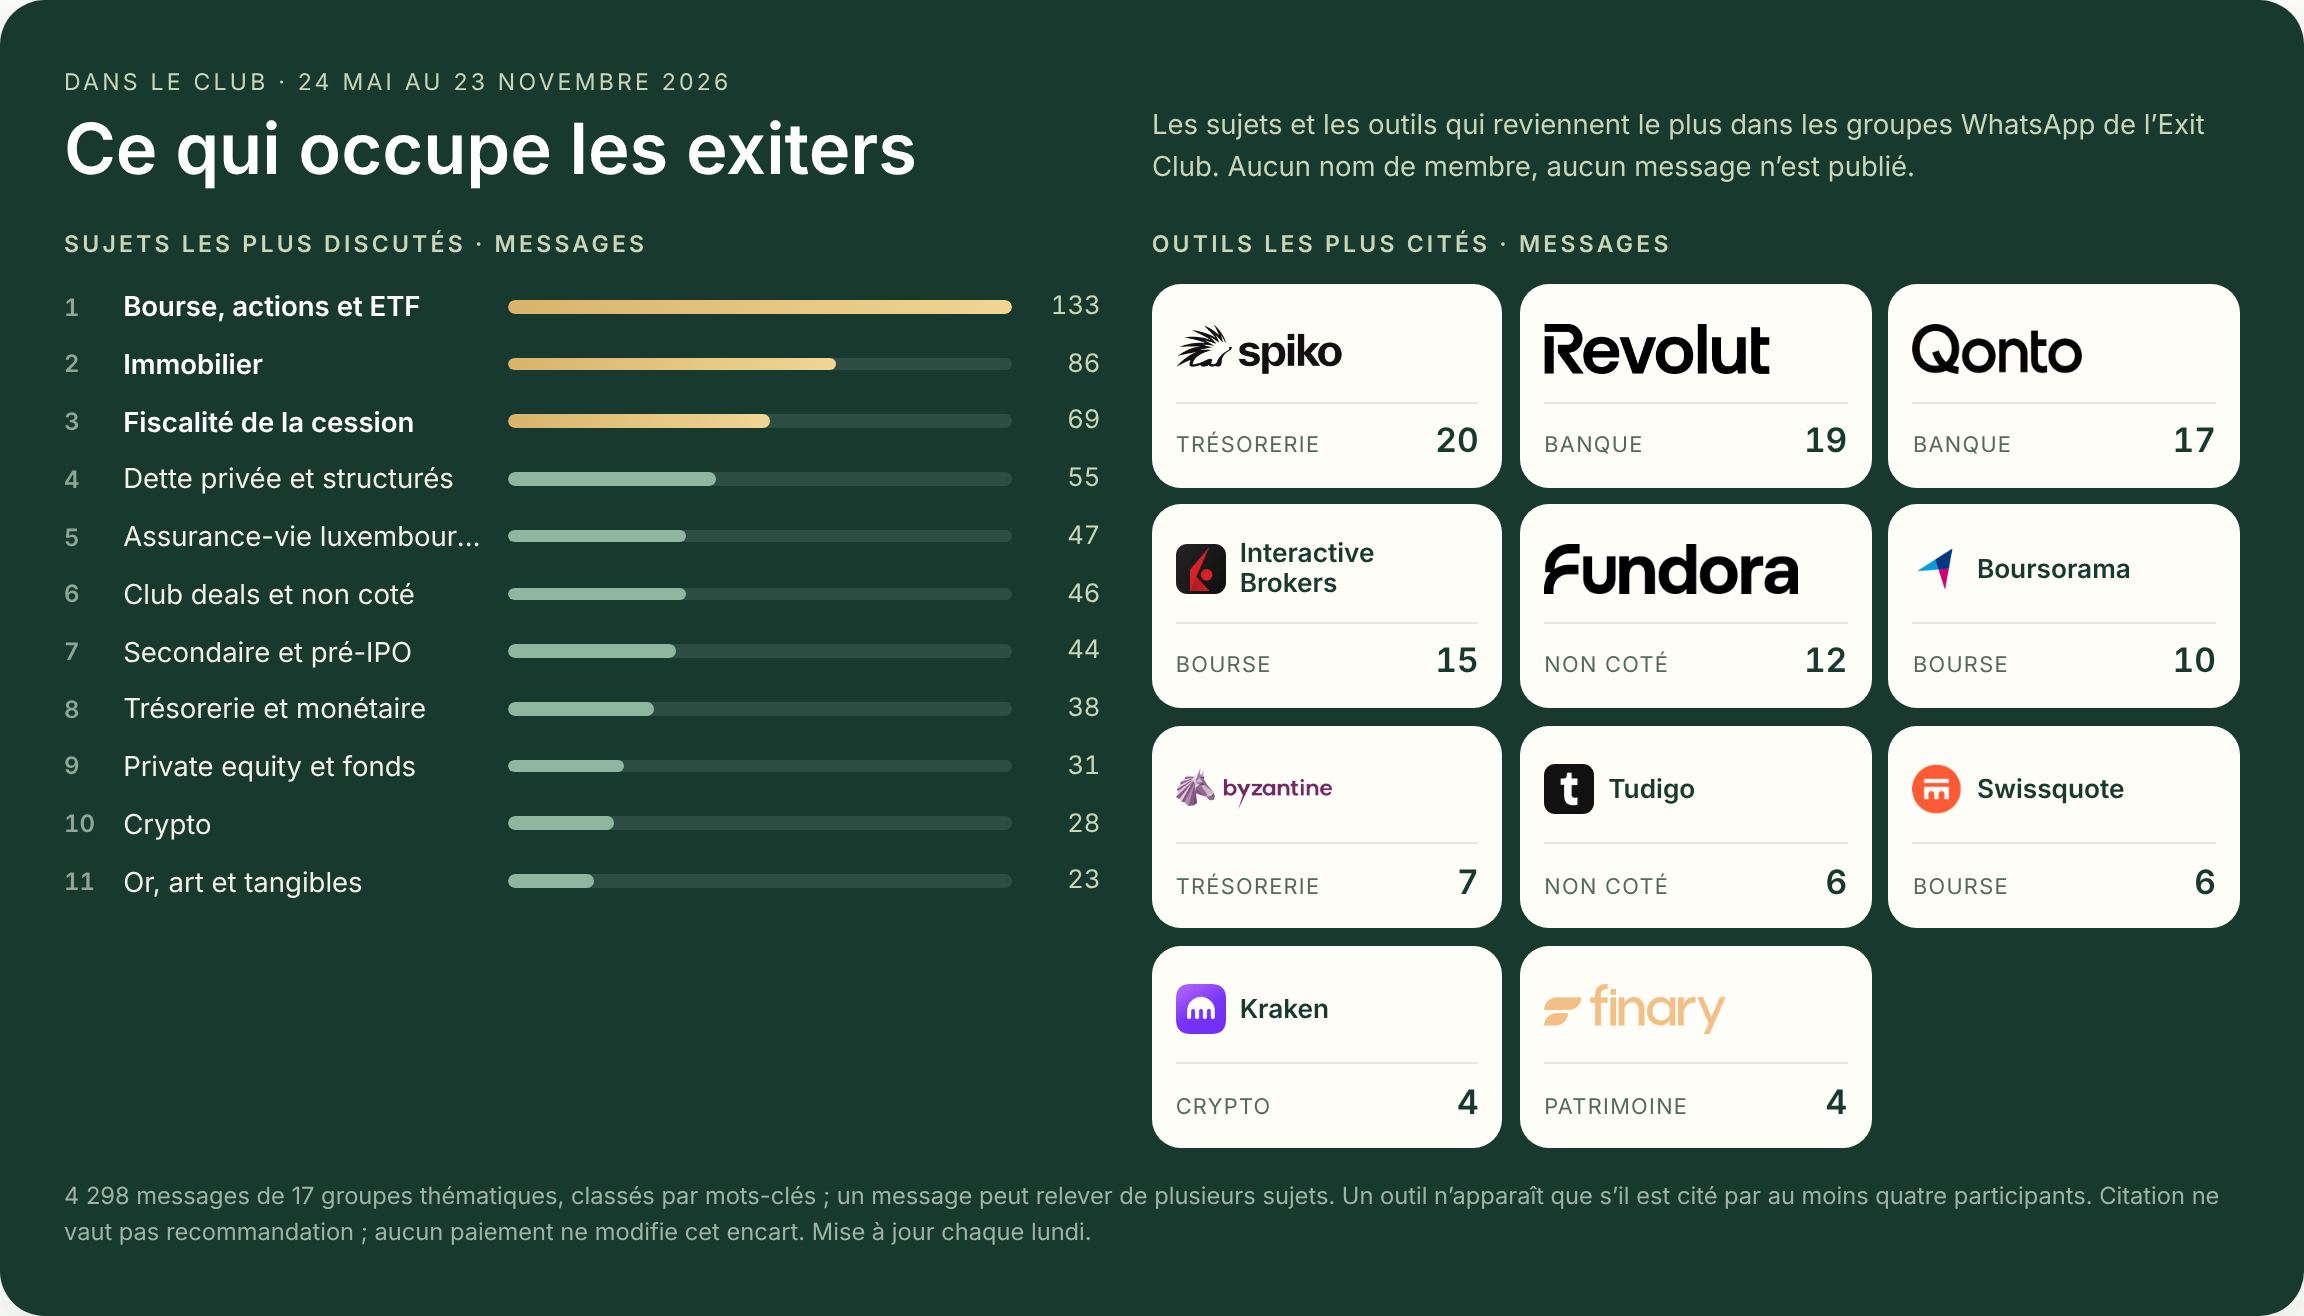 DANS LE CLUB · 24 MAI AU 23 NOVEMBRE 2026
Ce qui occupe les exiters
Les sujets et les outils qui reviennent le plus dans les groupes WhatsApp de l’Exit
Club. Aucun nom de membre, aucun message n’est publié.
SUJETS LES PLUS DISCUTÉS · MESSAGES
1 Bourse, actions et ETF 133
2 Immobilier 86
3 Fiscalité de la cession 69
4 Dette privée et structurés 55
5 Assurance-vie luxembour… 47
6 Club deals et non coté 46
7 Secondaire et pré-IPO 44
8 Trésorerie et monétaire 38
9 Private equity et fonds 31
10 Crypto 28
11 Or, art et tangibles 23
OUTILS LES PLUS CITÉS · MESSAGES
spiko
TRÉSORERIE 20
Revolut
BANQUE 19
Qonto
BANQUE 17
Interactive
Brokers
BOURSE 15
Fundora
NON COTÉ 12
Boursorama
BOURSE 10
byzantine
TRÉSORERIE 7
t Tudigo
NON COTÉ 6
Swissquote
BOURSE 6
Kraken
CRYPTO 4
finary
PATRIMOINE 4
4 298 messages de 17 groupes thématiques, classés par mots-clés ; un message peut relever de plusieurs sujets. Un outil n’apparaît que s’il est cité par au moins quatre participants. Citation ne
vaut pas recommandation ; aucun paiement ne modifie cet encart. Mise à jour chaque lundi.